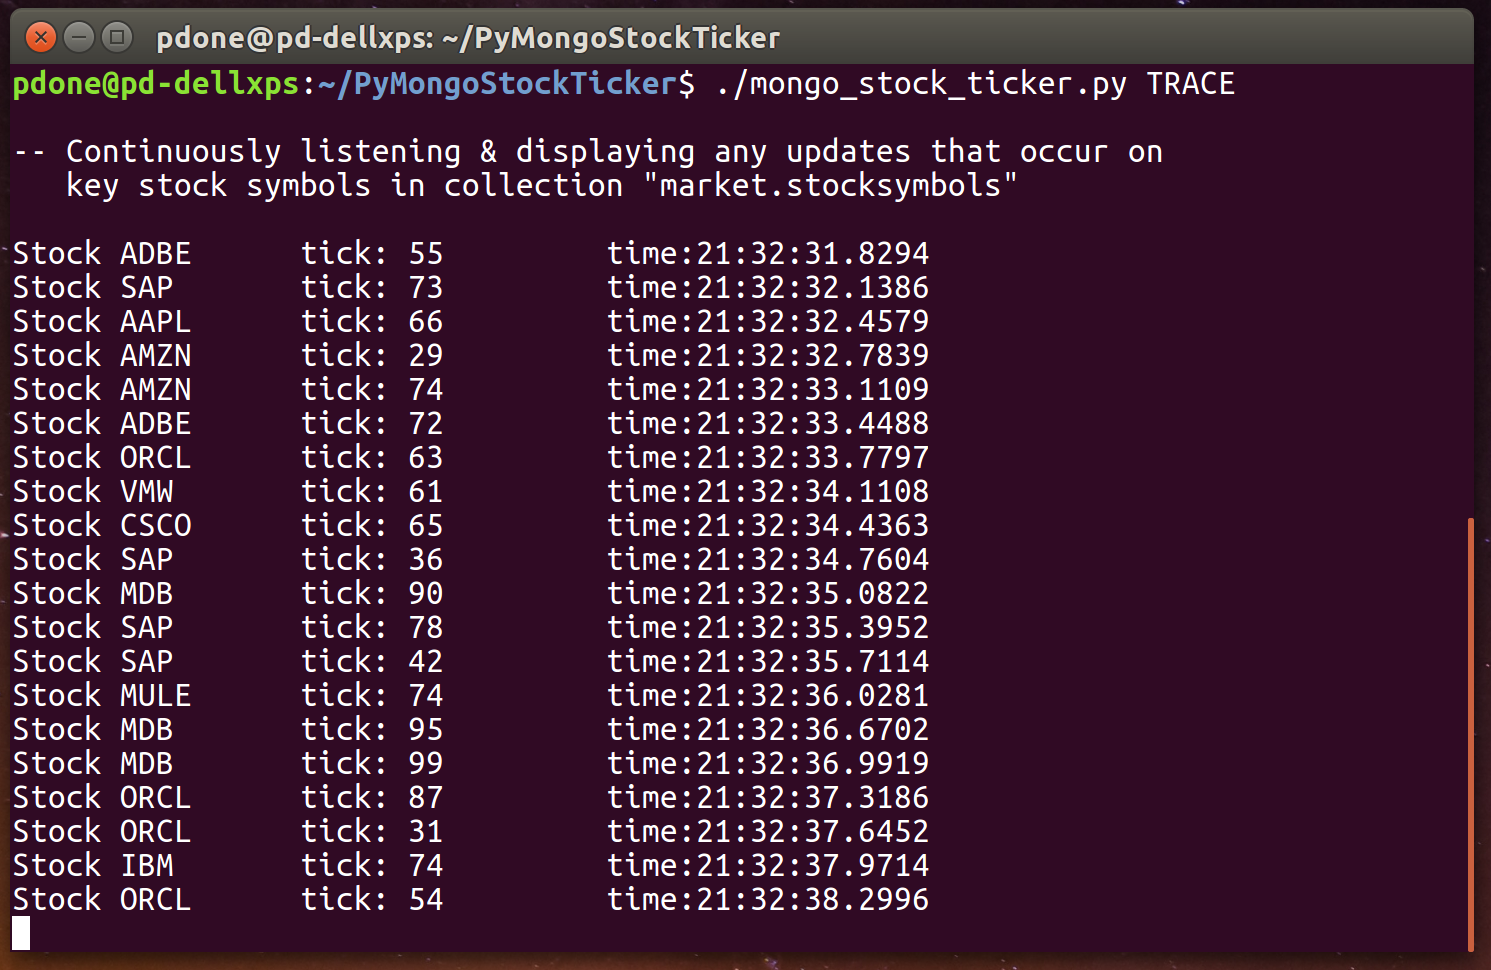 pdone@pd-dellxps: ~/PyMongoStockTicker
pdone@pd-dellxps:~/PyMongoStockTicker$ ./mongo_stock_ticker.py TRACE
-- Continuously listening & displaying any updates that occur on
key stock symbols in collection "market.stocksymbols"
Stock ADBE tick: 55 time:21:32:31.8294
Stock SAP tick: 73 time:21:32:32.1386
Stock AAPL tick: 66 time:21:32:32.4579
Stock AMZN tick: 29 time:21:32:32.7839
Stock AMZN tick: 74 time:21:32:33.1109
Stock ADBE tick: 72 time:21:32:33.4488
Stock ORCL tick: 63 time:21:32:33.7797
Stock VMW tick: 61 time:21:32:34.1108
Stock CSCO tick: 65 time:21:32:34.4363
Stock SAP tick: 36 time:21:32:34.7604
Stock MDB tick: 90 time:21:32:35.0822
Stock SAP tick: 78 time:21:32:35.3952
Stock SAP tick: 42 time:21:32:35.7114
Stock MULE tick: 74 time:21:32:36.0281
Stock MDB tick: 95 time:21:32:36.6702
Stock MDB tick: 99 time:21:32:36.9919
Stock ORCL tick: 87 time:21:32:37.3186
Stock ORCL tick: 31 time:21:32:37.6452
Stock IBM tick: 74 time:21:32:37.9714
Stock ORCL tick: 54 time:21:32:38.2996